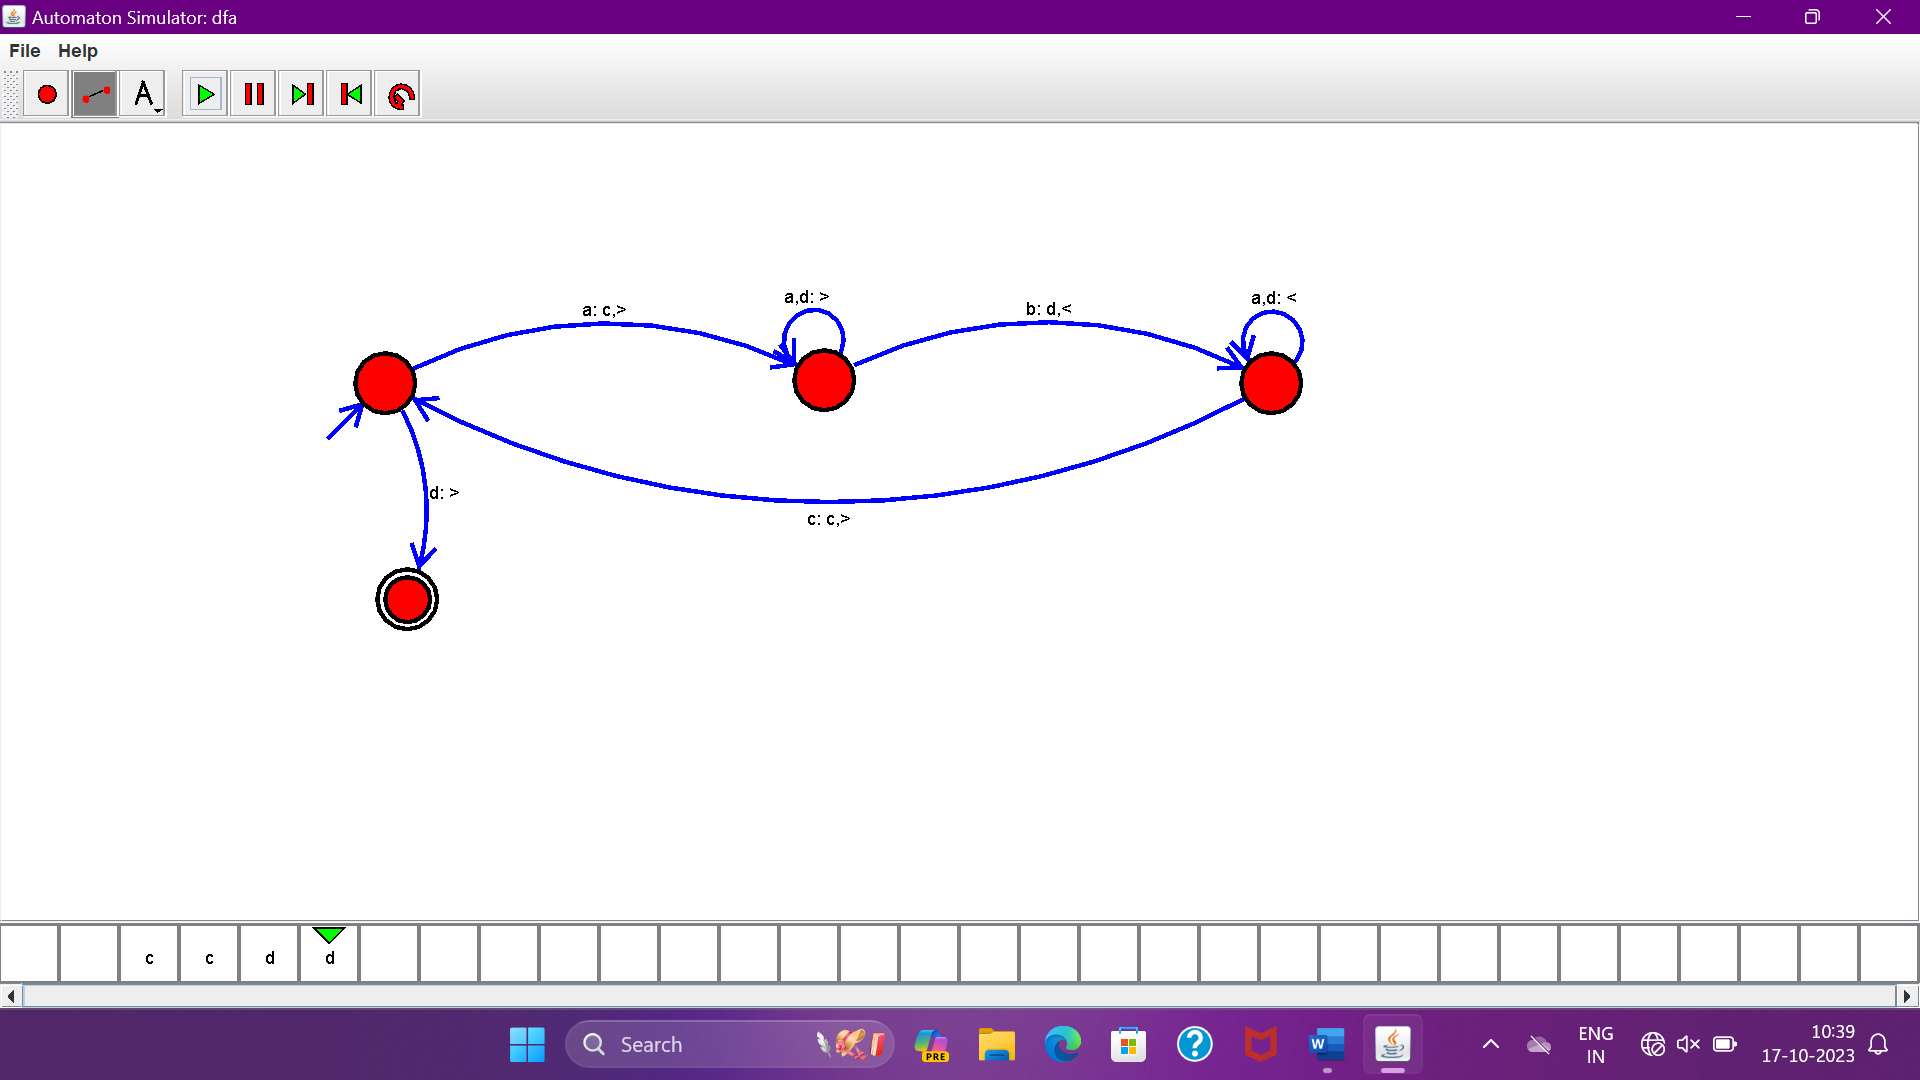 Automaton Simulator: dfa
File Help
A
a,d: >
a,d: <
a: c,>
b: d,<
d: >
c: c,>
c c d d
Search
PRE
W
ENG
IN
10:39
17-10-2023